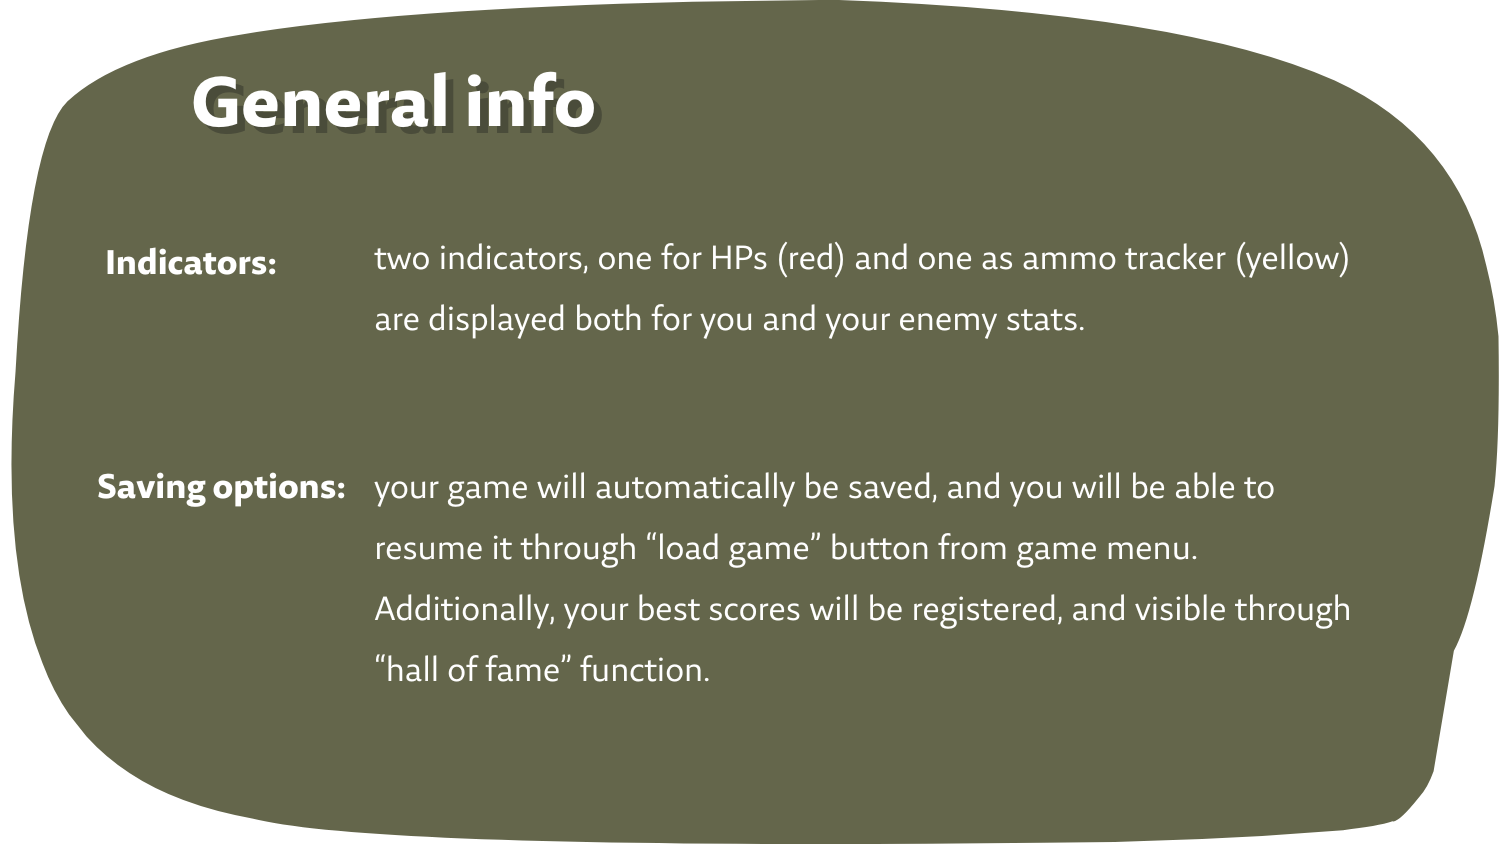 General info
Indicators: two indicators, one for HPs (red) and one as ammo tracker (yellow)
are displayed both for you and your enemy stats.
Saving options: your game will automatically be saved, and you will be able to
resume it through “load game” button from game menu.
Additionally, your best scores will be registered, and visible through
“hall of fame” function.